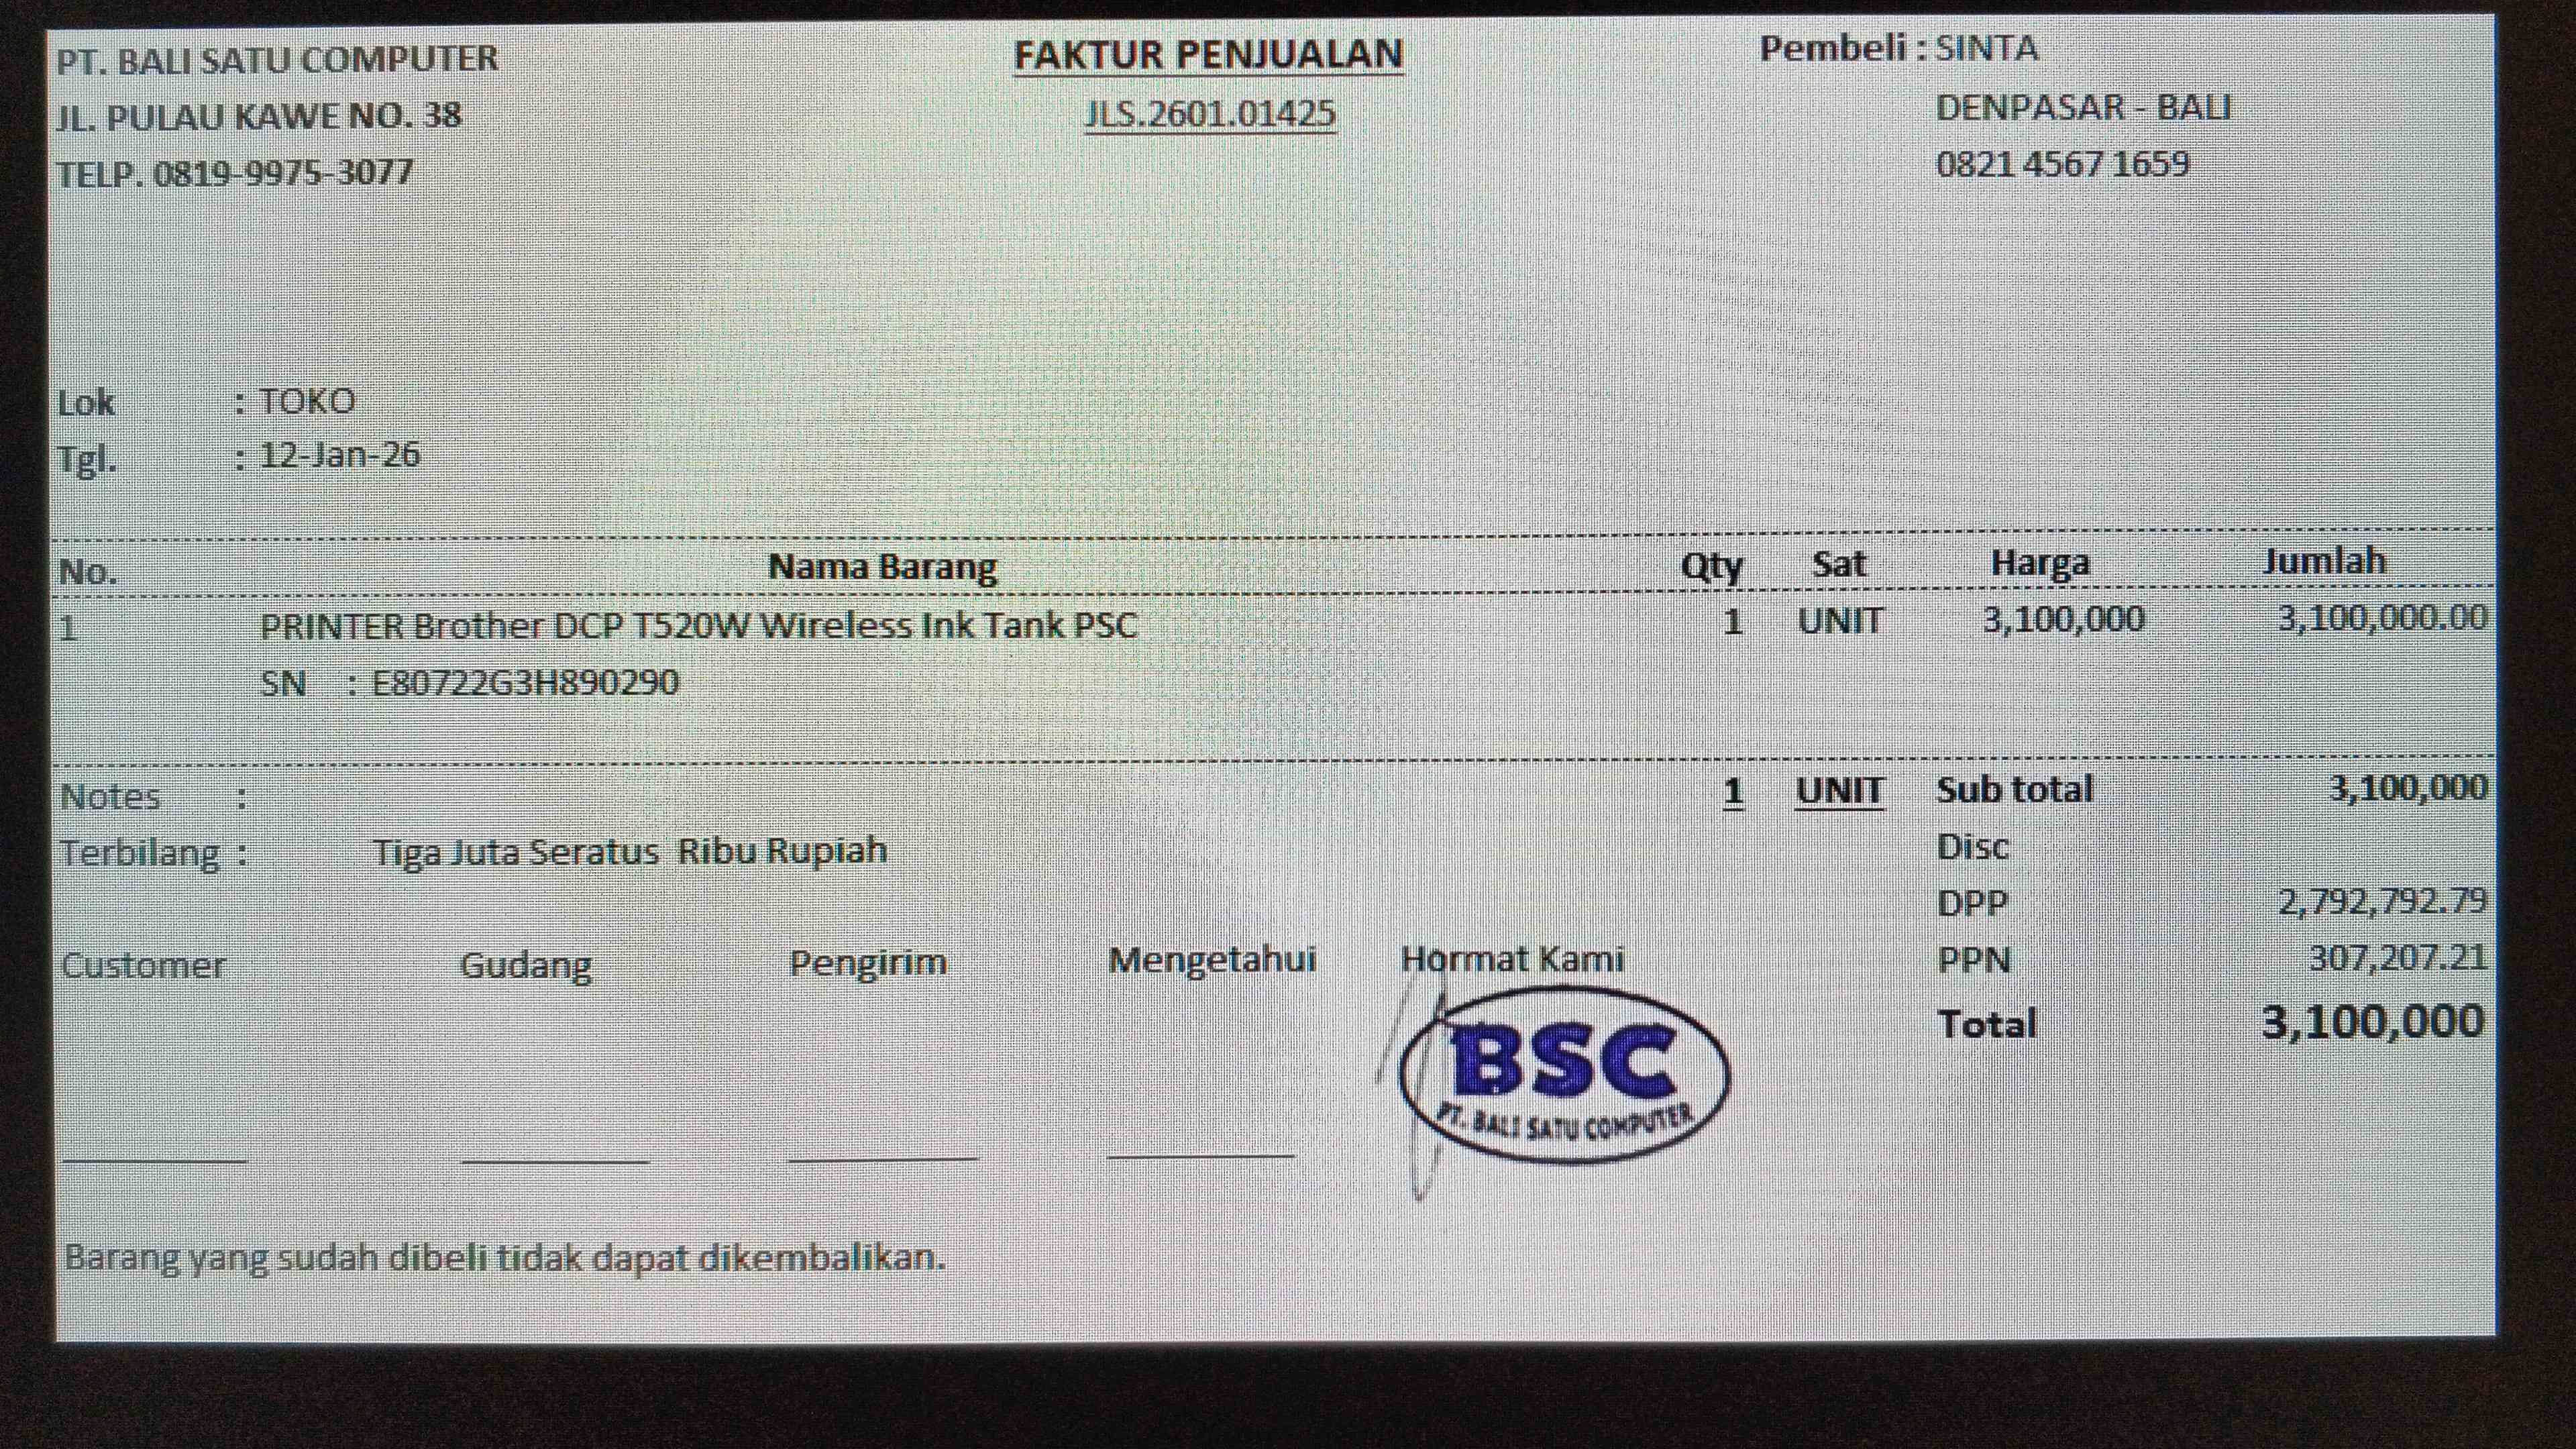 PT. BALI SATU COMPUTER
JL. PULAU KAWE NO. 38
TELP. 0819-9975-3077
FAKTUR PENJUALAN
JLS.2601.01425
Pembeli : SINTA
DENPASAR - BALI
0821 4567 1659
Lok : TOKO
Tgl. : 12-Jan-26
No. Nama Barang Qty Sat Harga Jumlah
1 PRINTER Brother DCP T520W Wireless Ink Tank PSC 1 UNIT 3,100,000 3,100,000.00
SN : E80722G3H890290
Notes : 1 UNIT Sub total 3,100,000
Terbilang : Tiga Juta Seratus Ribu Rupiah Disc
DPP 2,792,792.79
Customer Gudang Pengirim Mengetahui Hormat Kami PPN 307,207.21
Total 3,100,000
BSC
PT. BALI SATU COMPUTER
Barang yang sudah dibeli tidak dapat dikembalikan.